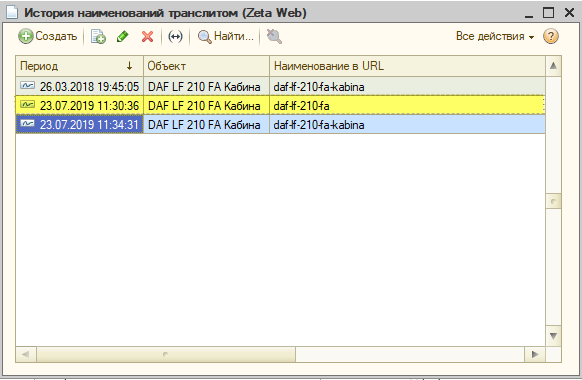 История наименований транслитом (Zeta Web)
Создать Найти... Все действия
Период Объект Наименование в URL
26.03.2018 19:45:05 DAF LF 210 FA Кабина daf-lf-210-fa-kabina
23.07.2019 11:30:36 DAF LF 210 FA Кабина daf-lf-210-fa
23.07.2019 11:34:31 DAF LF 210 FA Кабина daf-lf-210-fa-kabina